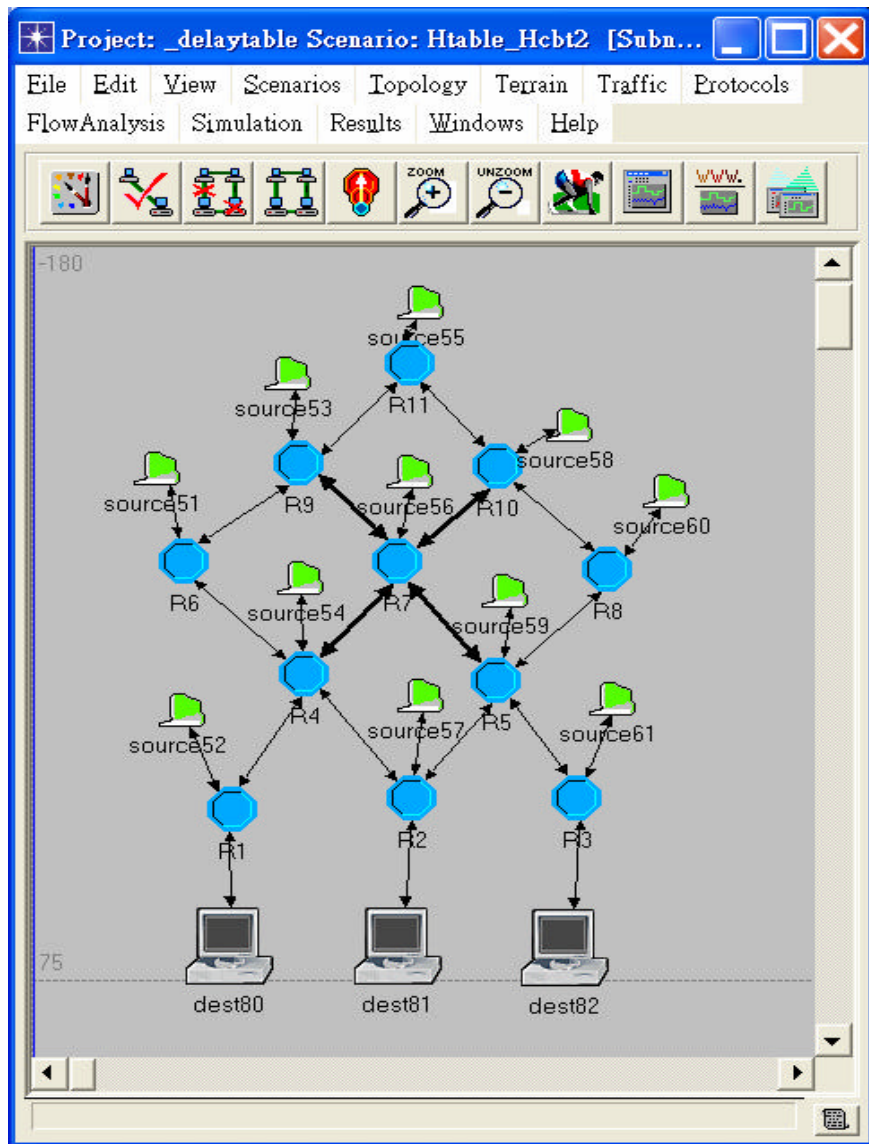 Project: _delaytable Scenario: Htable_Hcbt2 [Subn...
File Edit View Scenarios Topology Terrain Traffic Protocols
FlowAnalysis Simulation Results Windows Help
ZOOM UNZOOM WWW.
-180
source55
R11
source53
source58
R9
source56
R10
source51
source60
R6
source54
R7
source59
R8
R4
R5
source52
source57
source61
R1
R2
R3
75
dest80
dest81
dest82